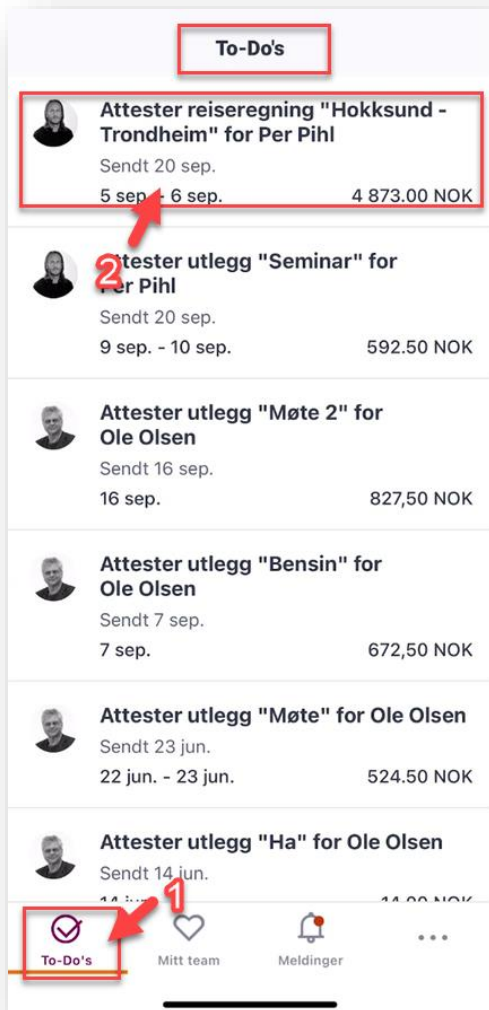 To-Do's
Attester reiseregning "Hokksund -
Trondheim" for Per Pihl
Sendt 20 sep.
5 sep. - 6 sep. 4 873.00 NOK
2
Attester utlegg "Seminar" for
Per Pihl
Sendt 20 sep.
9 sep. - 10 sep. 592.50 NOK
Attester utlegg "Møte 2" for
Ole Olsen
Sendt 16 sep.
16 sep. 827,50 NOK
Attester utlegg "Bensin" for
Ole Olsen
Sendt 7 sep.
7 sep. 672,50 NOK
Attester utlegg "Møte" for Ole Olsen
Sendt 23 jun.
22 jun. - 23 jun. 524.50 NOK
Attester utlegg "Ha" for Ole Olsen
Sendt 14 jun.
1
To-Do's Mitt team Meldinger